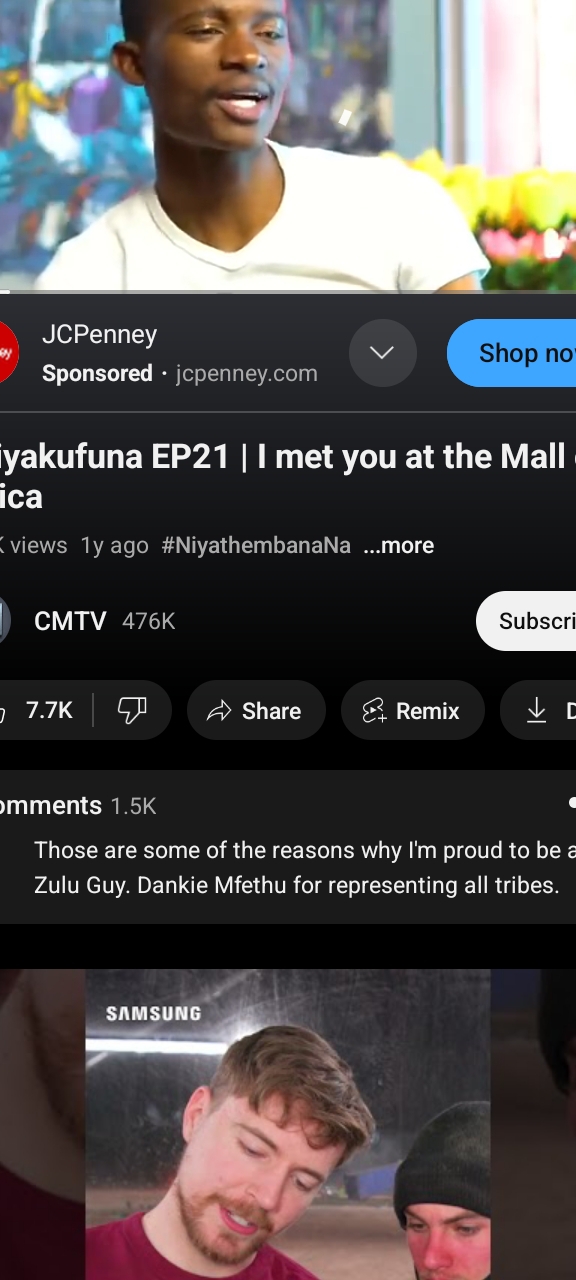 JCPenney
Sponsored · jcpenney.com
Shop
iyakufuna EP21 | I met you at the Mall
ica
K views 1y ago #NiyathembanaNa ...more
CMTV 476K
Subscri
7.7K
Share
Remix
D
omments 1.5K
Those are some of the reasons why I'm proud to be a
Zulu Guy. Dankie Mfethu for representing all tribes.
SAMSUNG